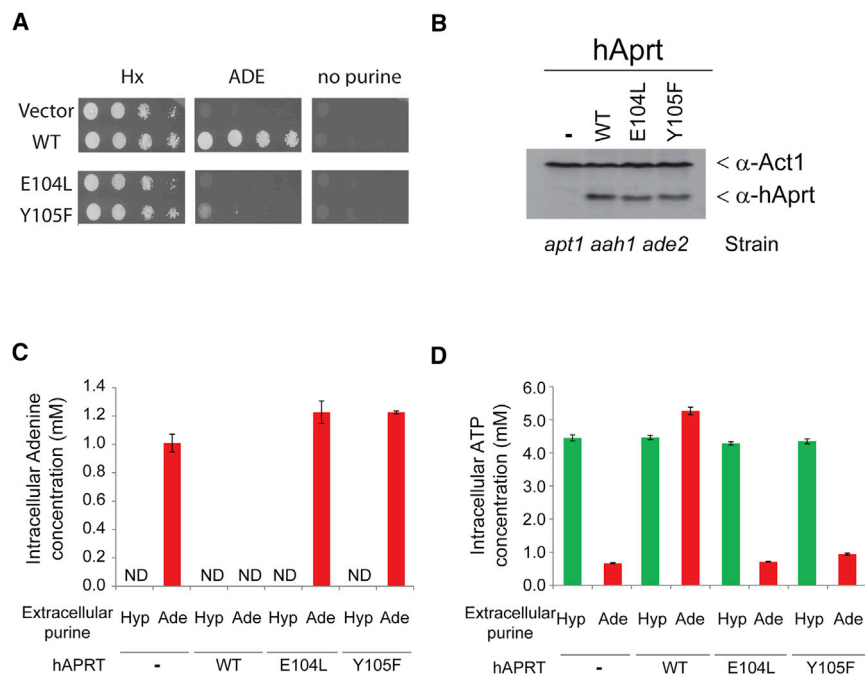 A
Hx ADE no purine
Vector
WT
E104L
Y105F
B
hAprt
- WT E104L Y105F
< α-Act1
< α-hAprt
apt1 aah1 ade2 Strain
C
Intracellular Adenine
concentration (mM)
1.4
1.2
1.0
0.8
0.6
0.4
0.2
0.0
ND ND ND ND ND
Extracellular
purine
Hyp Ade Hyp Ade Hyp Ade Hyp Ade
hAPRT - WT E104L Y105F
D
Intracellular ATP
concentration (mM)
6.0
5.0
4.0
3.0
2.0
1.0
0.0
Extracellular
purine
Hyp Ade Hyp Ade Hyp Ade Hyp Ade
hAPRT - WT E104L Y105F